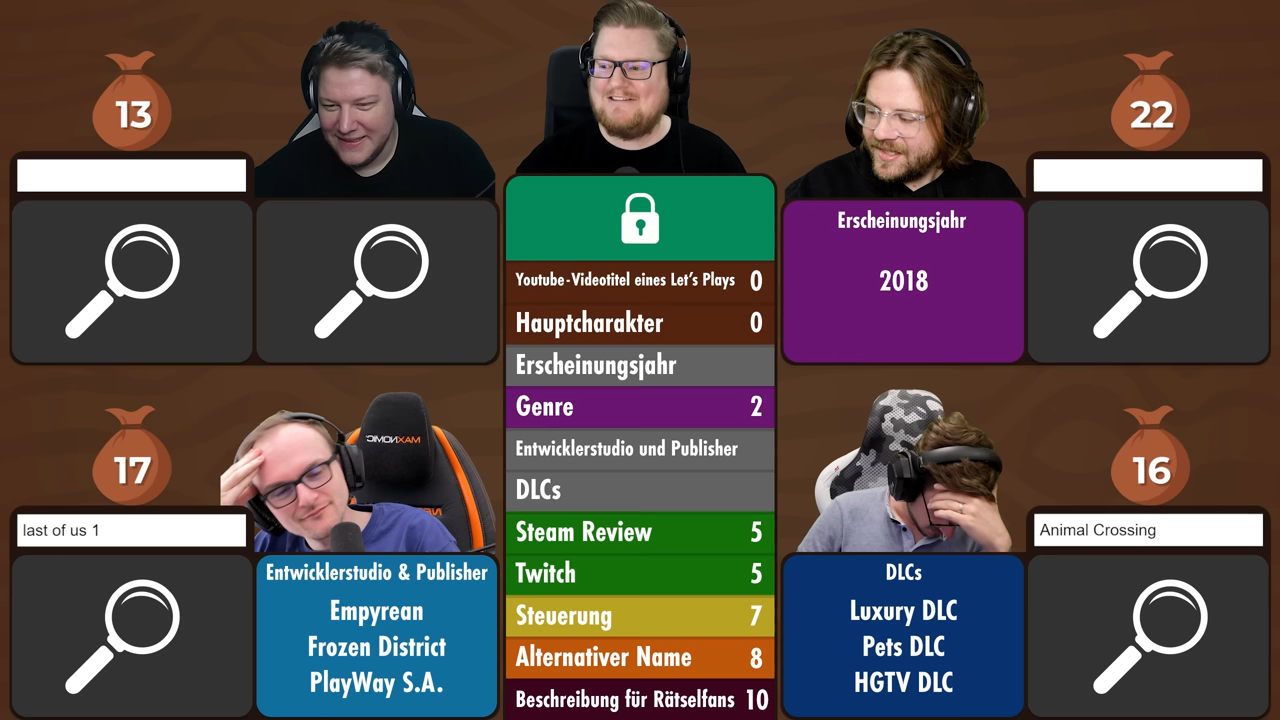 13
22
Erscheinungsjahr
2018
Youtube-Videotitel eines Let's Plays 0
Hauptcharakter 0
Erscheinungsjahr
Genre 2
Entwicklerstudio und Publisher
DLCs
Steam Review 5
Twitch 5
Steuerung 7
Alternativer Name 8
Beschreibung für Rätselfans 10
17
last of us 1
Entwicklerstudio & Publisher
Empyrean
Frozen District
PlayWay S.A.
16
Animal Crossing
DLCs
Luxury DLC
Pets DLC
HGTV DLC